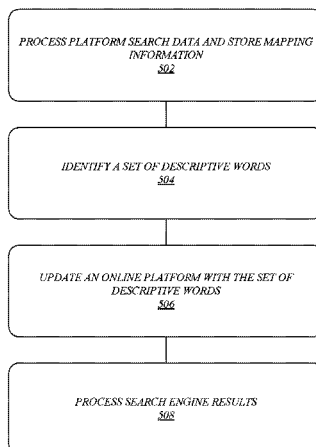 PROCESS PLATFORM SEARCH DATA AND STORE MAPPING
INFORMATION
502
IDENTIFY A SET OF DESCRIPTIVE WORDS
504
UPDATE AN ONLINE PLATFORM WITH THE SET OF
DESCRIPTIVE WORDS
506
PROCESS SEARCH ENGINE RESULTS
508